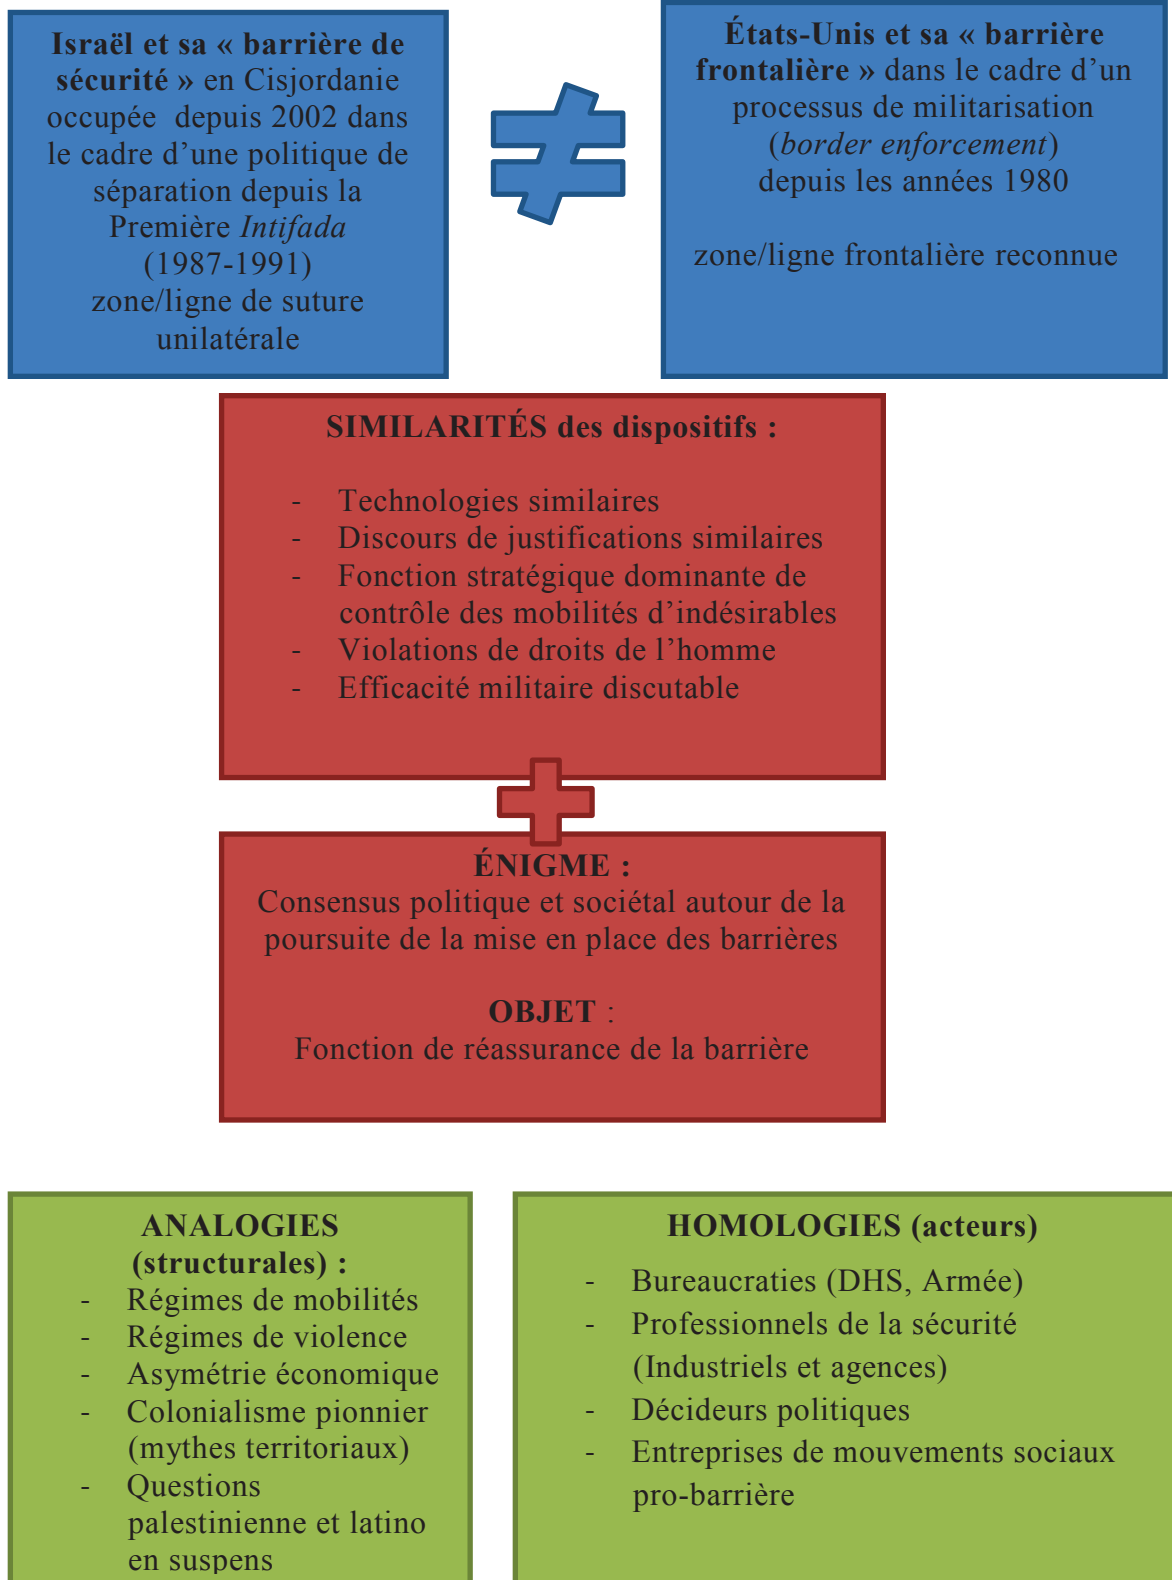 Israël et sa « barrière de
sécurité » en Cisjordanie
occupée depuis 2002 dans
le cadre d’une politique de
séparation depuis la
Première Intifada
(1987-1991)
zone/ligne de suture
unilatérale
États-Unis et sa « barrière
frontalière » dans le cadre d’un
processus de militarisation
(border enforcement)
depuis les années 1980
zone/ligne frontalière reconnue
SIMILARITÉS des dispositifs :
- Technologies similaires
- Discours de justifications similaires
- Fonction stratégique dominante de
contrôle des mobilités d’indésirables
- Violations de droits de l’homme
- Efficacité militaire discutable
ÉNIGME :
Consensus politique et sociétal autour de la
poursuite de la mise en place des barrières
OBJET :
Fonction de réassurance de la barrière
ANALOGIES
(structurales) :
- Régimes de mobilités
- Régimes de violence
- Asymétrie économique
- Colonialisme pionnier
(mythes territoriaux)
- Questions
palestinienne et latino
en suspens
HOMOLOGIES (acteurs)
- Bureaucraties (DHS, Armée)
- Professionnels de la sécurité
(Industriels et agences)
- Décideurs politiques
- Entreprises de mouvements sociaux
pro-barrière